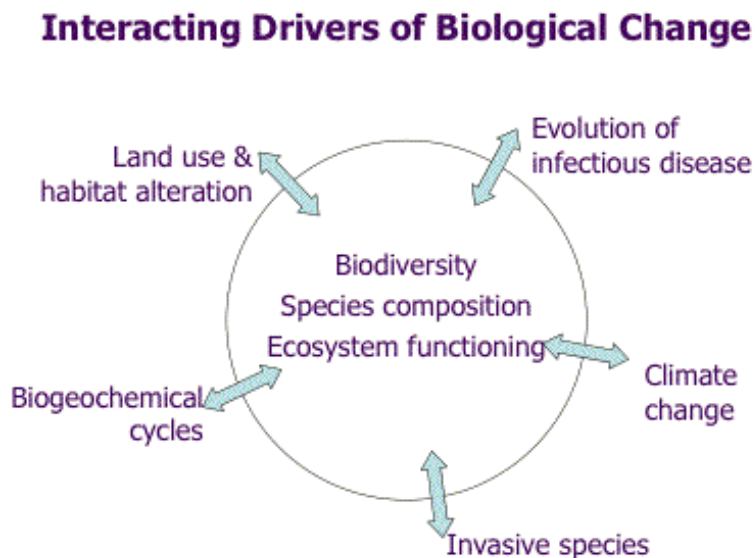 Interacting Drivers of Biological Change
Evolution of
infectious disease
Land use &
habitat alteration
Biodiversity
Species composition
Ecosystem functioning
Climate
change
Biogeochemical
cycles
Invasive species